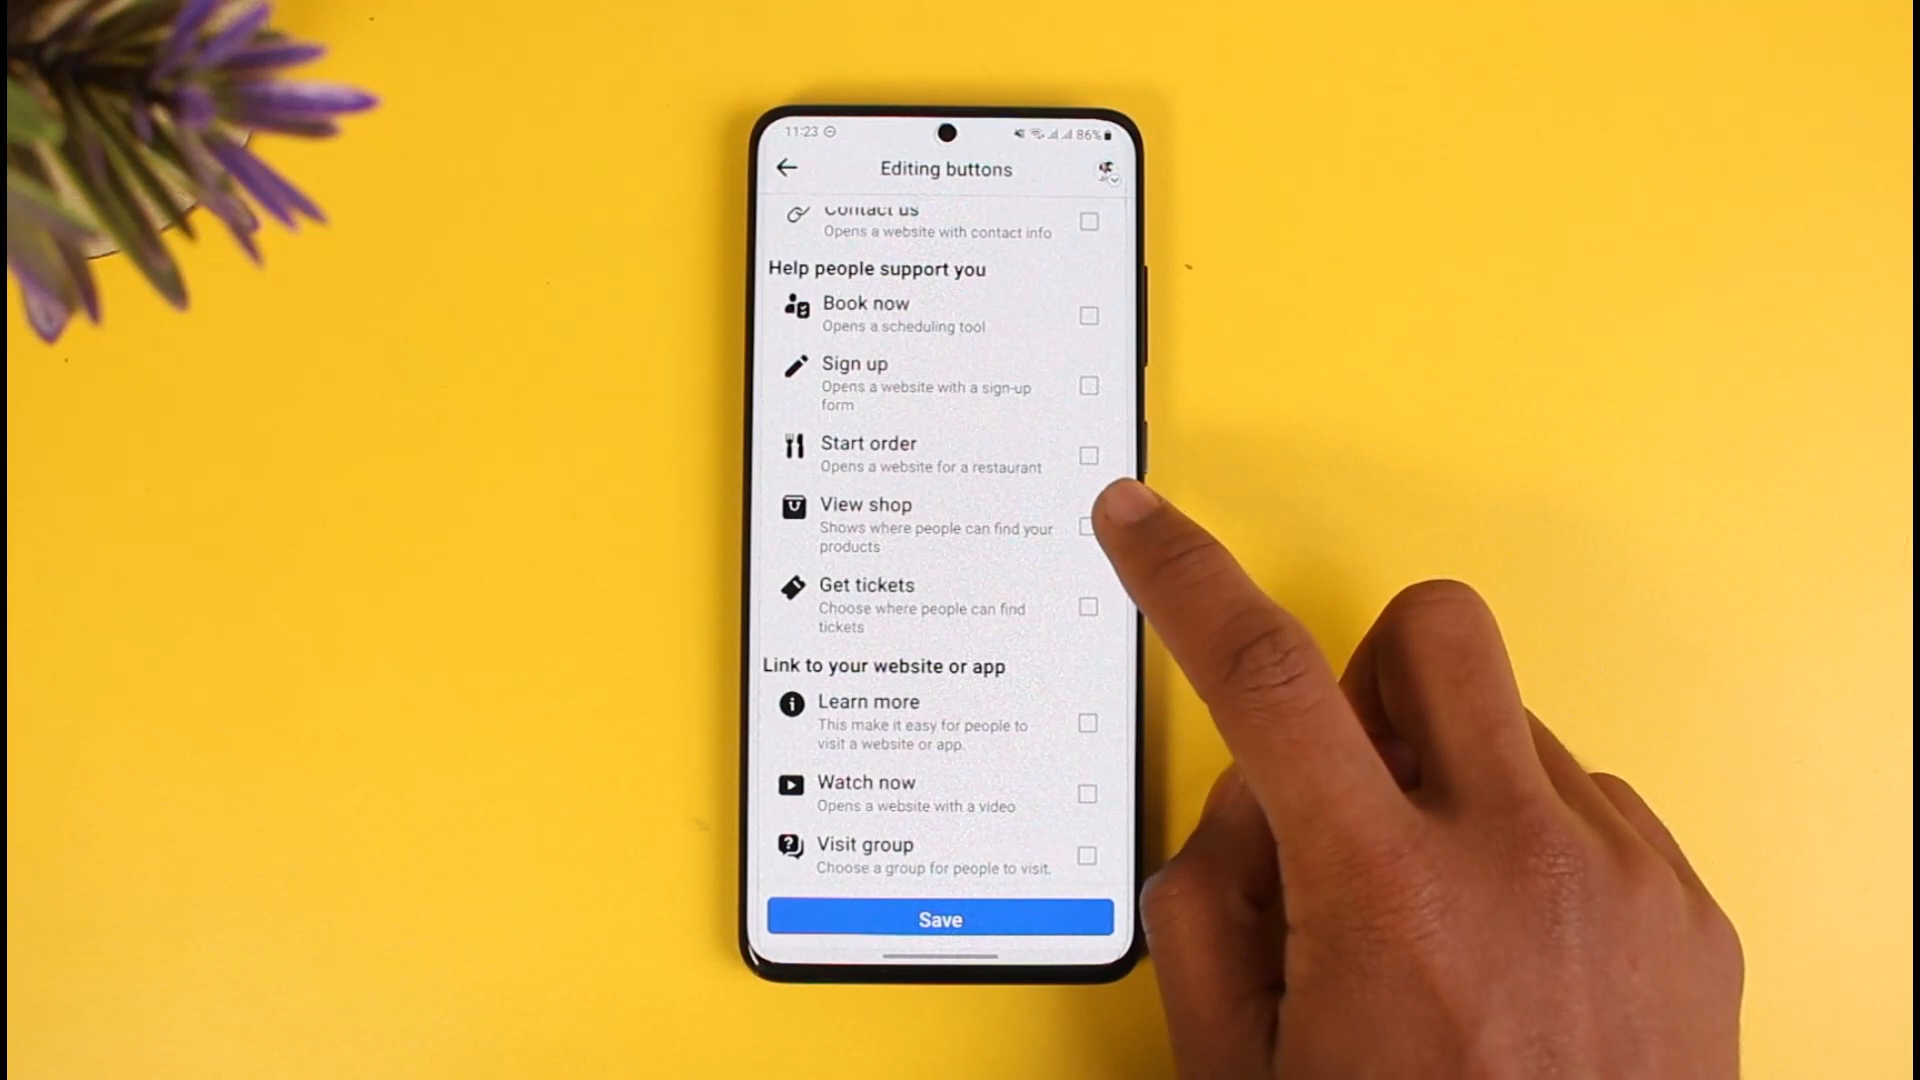 11:23 86%
Editing buttons
Contact us
Opens a website with contact info
Help people support you
Book now
Opens a scheduling tool
Sign up
Opens a website with a sign-up
form
Start order
Opens a website for a restaurant
View shop
Shows where people can find your
products
Get tickets
Choose where people can find
tickets
Link to your website or app
Learn more
This make it easy for people to
visit a website or app.
Watch now
Opens a website with a video
Visit group
Choose a group for people to visit.
Save